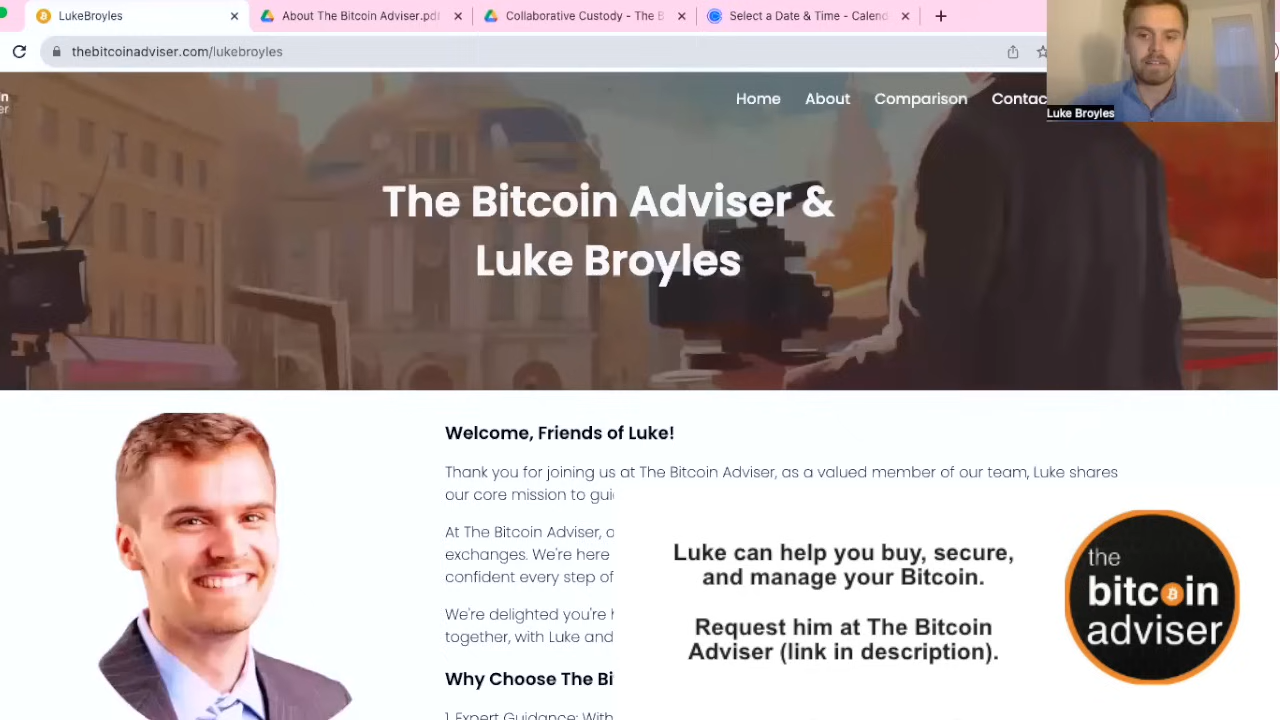 LukeBroyles
About The Bitcoin Adviser.pdf
Collaborative Custody - The B
Select a Date & Time - Calend
thebitcoinadviser.com/lukebroyles
Home About Comparison Contac
Luke Broyles
The Bitcoin Adviser &
Luke Broyles
Welcome, Friends of Luke!
Thank you for joining us at The Bitcoin Adviser, as a valued member of our team, Luke shares
our core mission to gui
At The Bitcoin Adviser, o
exchanges. We're here
confident every step of
We're delighted you're h
together, with Luke and
Why Choose The Bi
1. Expert Guidance: With
Luke can help you buy, secure,
and manage your Bitcoin.
Request him at The Bitcoin
Adviser (link in description).
the
bitcoin
adviser